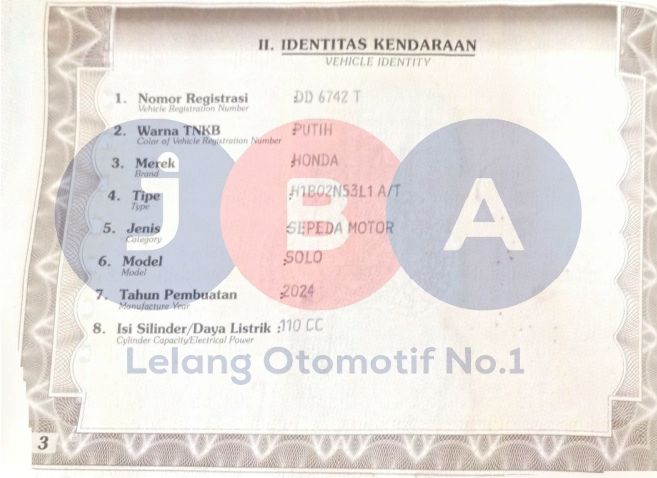 II. IDENTITAS KENDARAAN
VEHICLE IDENTITY
1. Nomor Registrasi :DD 6742 T
Vehicle Registration Number
2. Warna TNKB :PUTIH
Color of Vehicle Registration Number
3. Merek :HONDA
Brand
4. Tipe :H1B02N53L1 A/T
Type
5. Jenis :SEPEDA MOTOR
Category
6. Model :SOLO
Model
7. Tahun Pembuatan :2024
Manufacture Year
8. Isi Silinder/Daya Listrik :110 CC
Cylinder Capacity/Electrical Power
jBA
Lelang Otomotif No.1
3